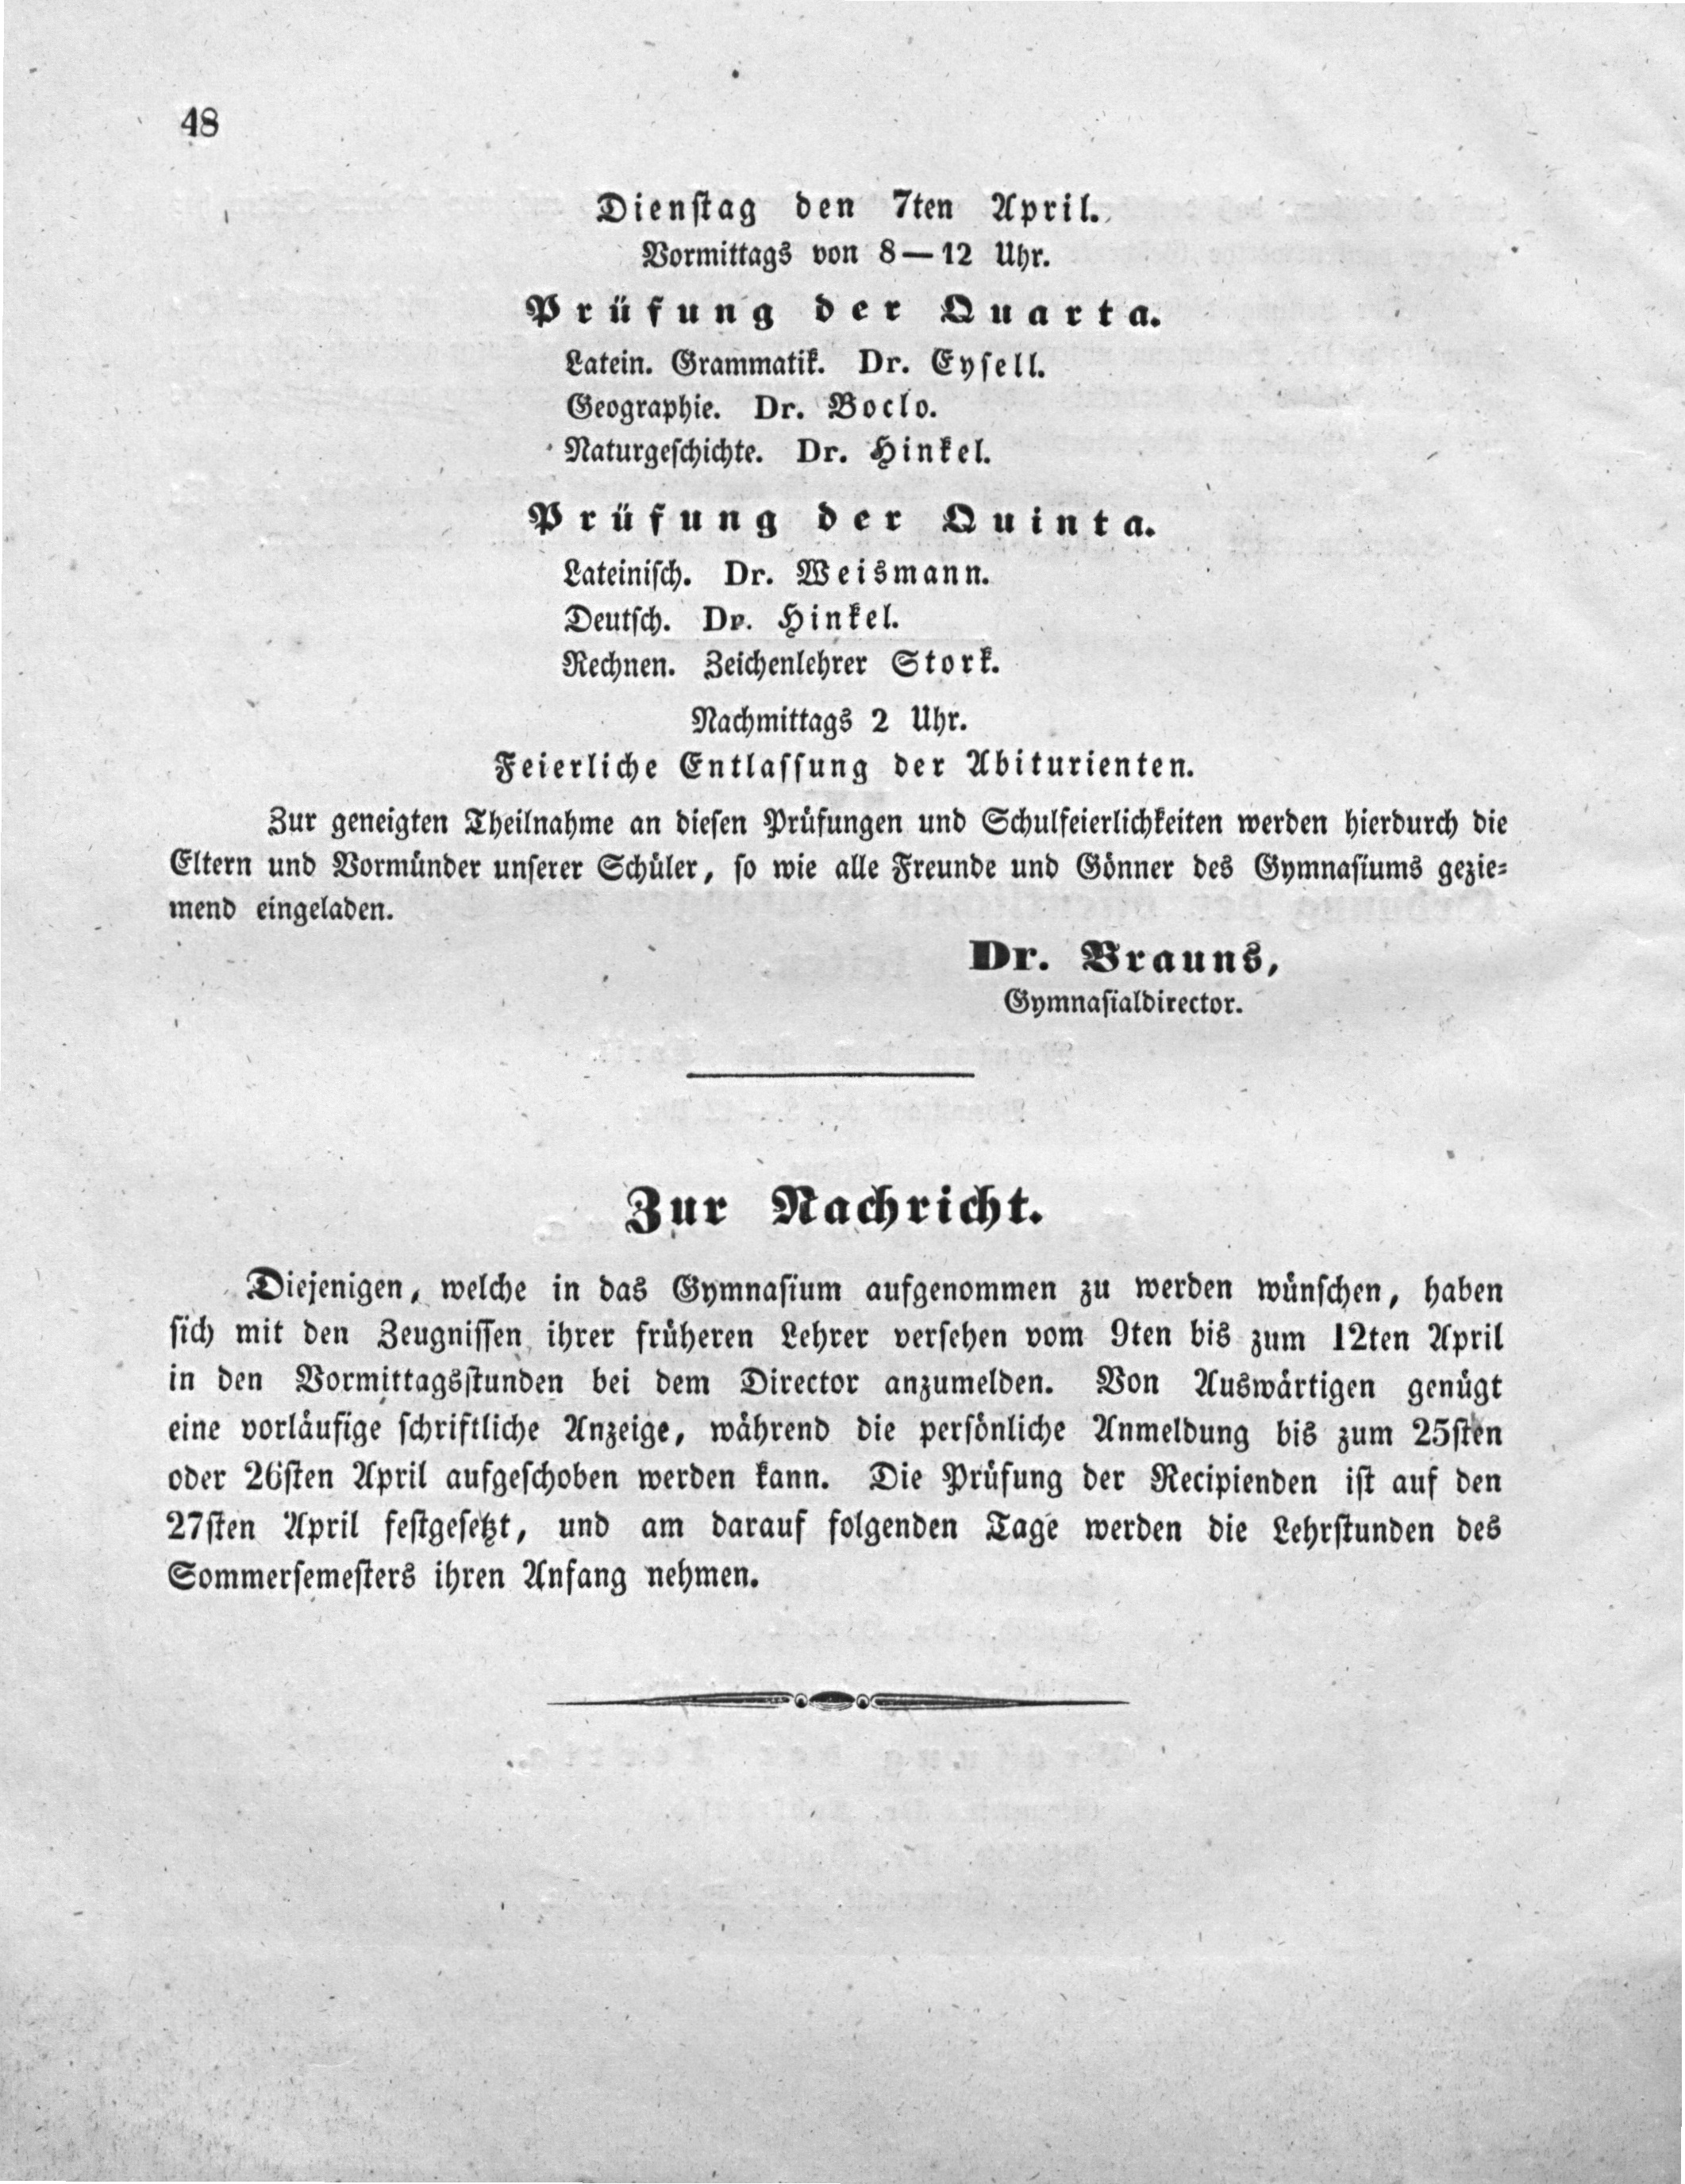 48
Dienstag den 7ten April.
Vormittags von 8—12 Uhr.
Prüfung der Quarta.
Latein. Grammatik. Dr. Eysell.
Geographie. Dr. Boclo.
Naturgeschichte. Dr. Hinkel.
Prüfung der Quinta.
Lateinisch. Dr. Weismann.
Deutsch. Dr. Hinkel.
Rechnen. Zeichenlehrer Stork.
Nachmittags 2 Uhr.
Feierliche Entlassung der Abiturienten.
Zur geneigten Theilnahme an diesen Prüfungen und Schulfeierlichkeiten werden hierdurch die
Eltern und Vormünder unserer Schüler, so wie alle Freunde und Gönner des Gymnasiums gezie-
mend eingeladen.
Dr. Brauns,
Gymnasialdirector.
Zur Nachricht.
Diejenigen, welche in das Gymnasium aufgenommen zu werden wünschen, haben
sich mit den Zeugnissen ihrer früheren Lehrer versehen vom 9ten bis zum 12ten April
in den Vormittagsstunden bei dem Director anzumelden. Von Auswärtigen genügt
eine vorläufige schriftliche Anzeige, während die persönliche Anmeldung bis zum 25sten
oder 26sten April aufgeschoben werden kann. Die Prüfung der Recipienden ist auf den
27sten April festgesetzt, und am darauf folgenden Tage werden die Lehrstunden des
Sommersemesters ihren Anfang nehmen.